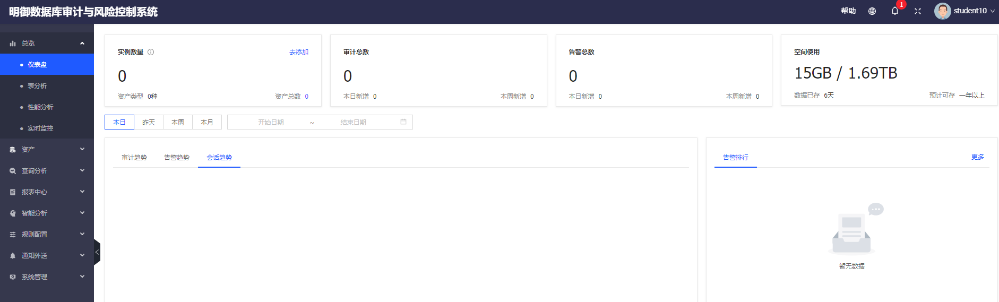 明御数据库审计与风险控制系统
帮助
1
student10
总览
仪表盘
表分析
性能分析
实时监控
资产
查询分析
报表中心
智能分析
规则配置
通知外送
系统管理
实例数量 去添加
0
资产类型 0种 资产总数 0
审计总数
0
本日新增 0 本周新增 0
告警总数
0
本日新增 0 本周新增 0
空间使用
15GB / 1.69TB
数据已存 6天 预计可存 一年以上
本日 昨天 本周 本月 开始日期 ~ 结束日期
审计趋势 告警趋势 会话趋势
告警排行 更多
暂无数据